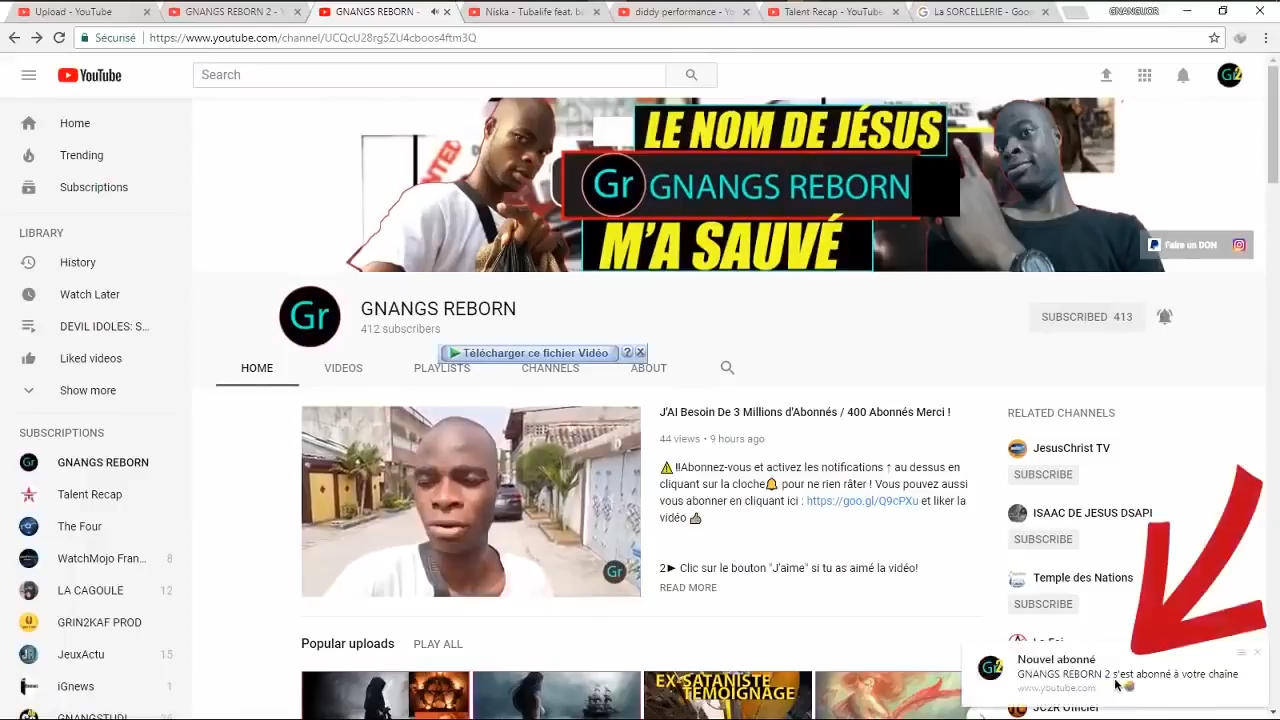 Upload - YouTube
GNANGS REBORN 2 - Y
GNANGS REBORN -
Niska - Tubalife feat. b
diddy performance - Yo
Talent Recap - YouTube
La SORCELLERIE - Goo
GNANGUOR
Sécurisé
https://www.youtube.com/channel/UCQcU28rg5ZU4cboos4ftm3Q
YouTube
Search
Gr2
Home
Trending
Subscriptions
LIBRARY
History
Watch Later
DEVIL IDOLES: S...
Liked videos
Show more
SUBSCRIPTIONS
GNANGS REBORN
Talent Recap
The Four
WatchMojo Fran... 8
LA CAGOULE 12
GRIN2KAF PROD
JeuxActu 15
iGnews 1
LE NOM DE JÉSUS
Gr GNANGS REBORN
M'A SAUVÉ
faire un DON
Gr
GNANGS REBORN
412 subscribers
SUBSCRIBED 413
Télécharger ce fichier Vidéo
HOME VIDEOS PLAYLISTS CHANNELS ABOUT
Gr
J'AI Besoin De 3 Millions d'Abonnés / 400 Abonnés Merci !
44 views • 9 hours ago
⚠!!Abonnez-vous et activez les notifications ↑ au dessus en
cliquant sur la cloche🔔 pour ne rien râter ! Vous pouvez aussi
vous abonner en cliquant ici : https://goo.gl/Q9cPXu et liker la
vidéo 👍
2► Clic sur le bouton "J'aime" si tu as aimé la vidéo!
READ MORE
RELATED CHANNELS
JesusChrist TV
SUBSCRIBE
ISAAC DE JESUS DSAPI
SUBSCRIBE
Temple des Nations
SUBSCRIBE
Popular uploads PLAY ALL
EX-SATANISTE
TÉMOIGNAGE
Gr2
Nouvel abonné
GNANGS REBORN 2 s'est abonné à votre chaîne
www.youtube.com